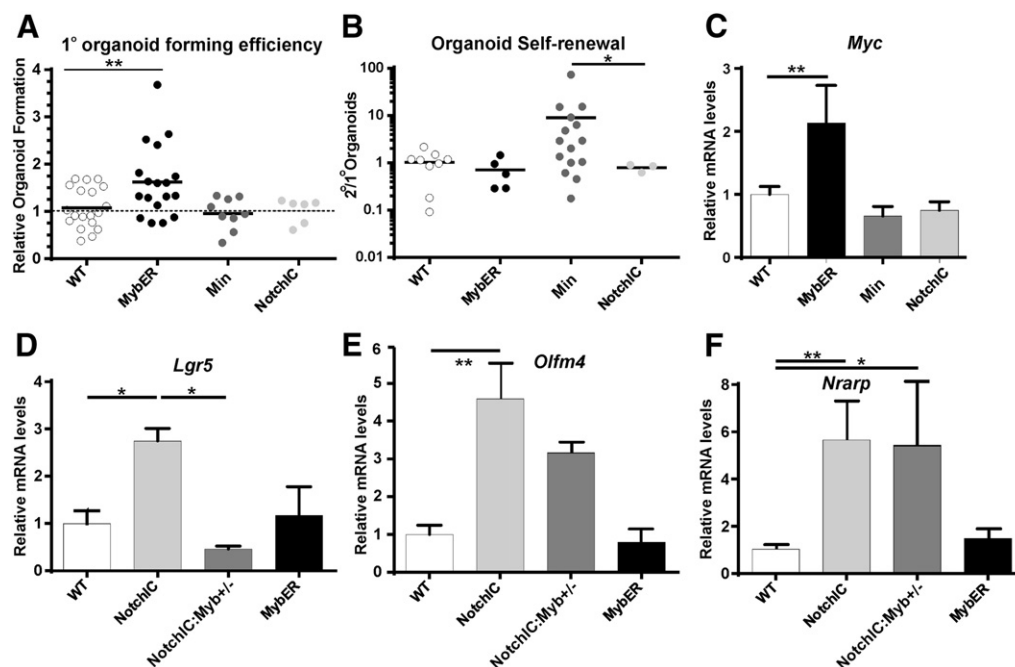 A
1° organoid forming efficiency
**
Relative Organoid Formation
4
3
2
1
0
WT
MybER
Min
NotchIC
B
Organoid Self-renewal
*
2°/1°Organoids
100
10
1
0.1
0.01
WT
MybER
Min
NotchIC
C
Myc
**
Relative mRNA levels
3
2
1
0
WT
MybER
Min
NotchIC
D
Lgr5
* *
Relative mRNA levels
4
3
2
1
0
WT
NotchIC
NotchIC:Myb+/-
MybER
E
Olfm4
**
Relative mRNA levels
6
5
4
3
2
1
0
WT
NotchIC
NotchIC:Myb+/-
MybER
F
** *
Nrarp
Relative mRNA levels
8
6
4
2
0
WT
NotchIC
NotchIC:Myb+/-
MybER